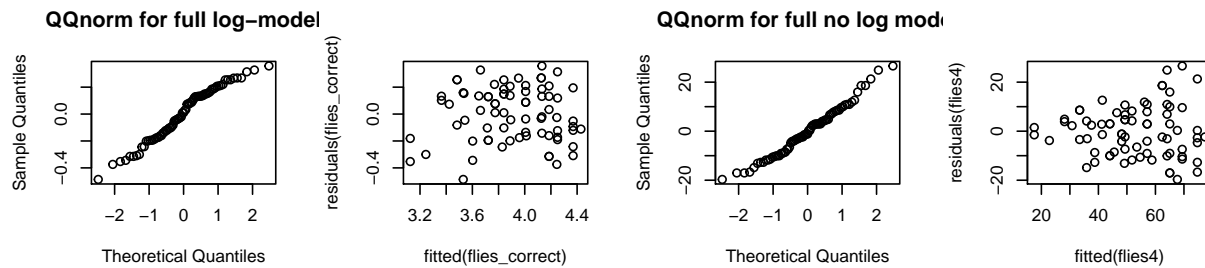 QQnorm for full log−model
Sample Quantiles
−0.4
0.0
−2
−1
0
1
2
Theoretical Quantiles
residuals(flies_correct)
−0.4
0.0
3.2
3.6
4.0
4.4
fitted(flies_correct)
QQnorm for full no log mode
Sample Quantiles
−20
0
20
−2
−1
0
1
2
Theoretical Quantiles
residuals(flies4)
−20
0
20
20
40
60
fitted(flies4)